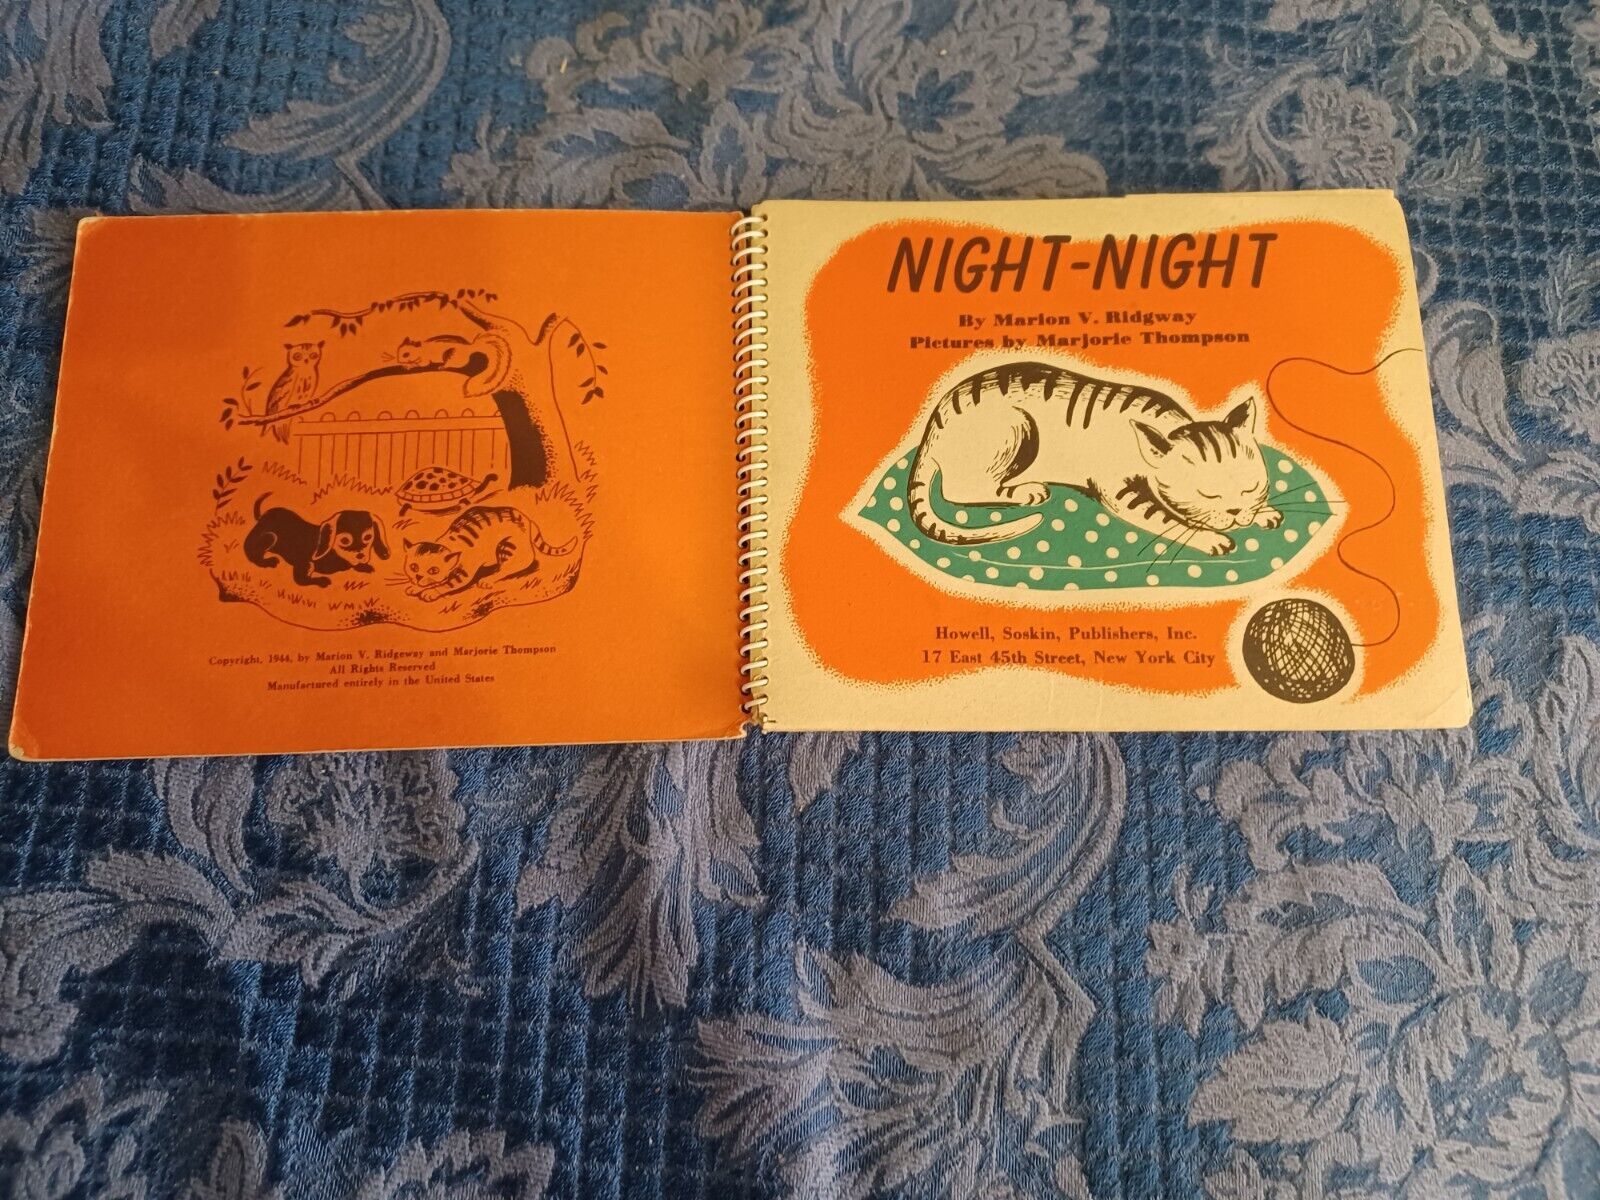 Copyright, 1944, by Marion V. Ridgeway and Marjorie Thompson
All Rights Reserved
Manufactured entirely in the United States
NIGHT-NIGHT
By Marion V. Ridgway
Pictures by Marjorie Thompson
Howell, Soskin, Publishers, Inc.
17 East 45th Street, New York City